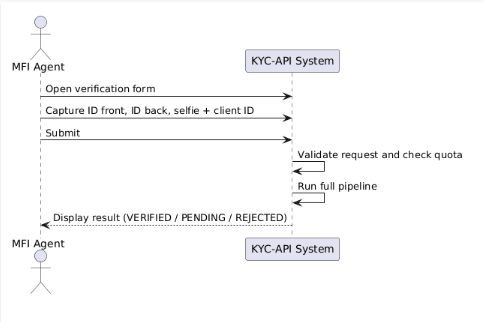 MFI Agent
KYC-API System
Open verification form
Capture ID front, ID back, selfie + client ID
Submit
Validate request and check quota
Run full pipeline
Display result (VERIFIED / PENDING / REJECTED)
MFI Agent
KYC-API System